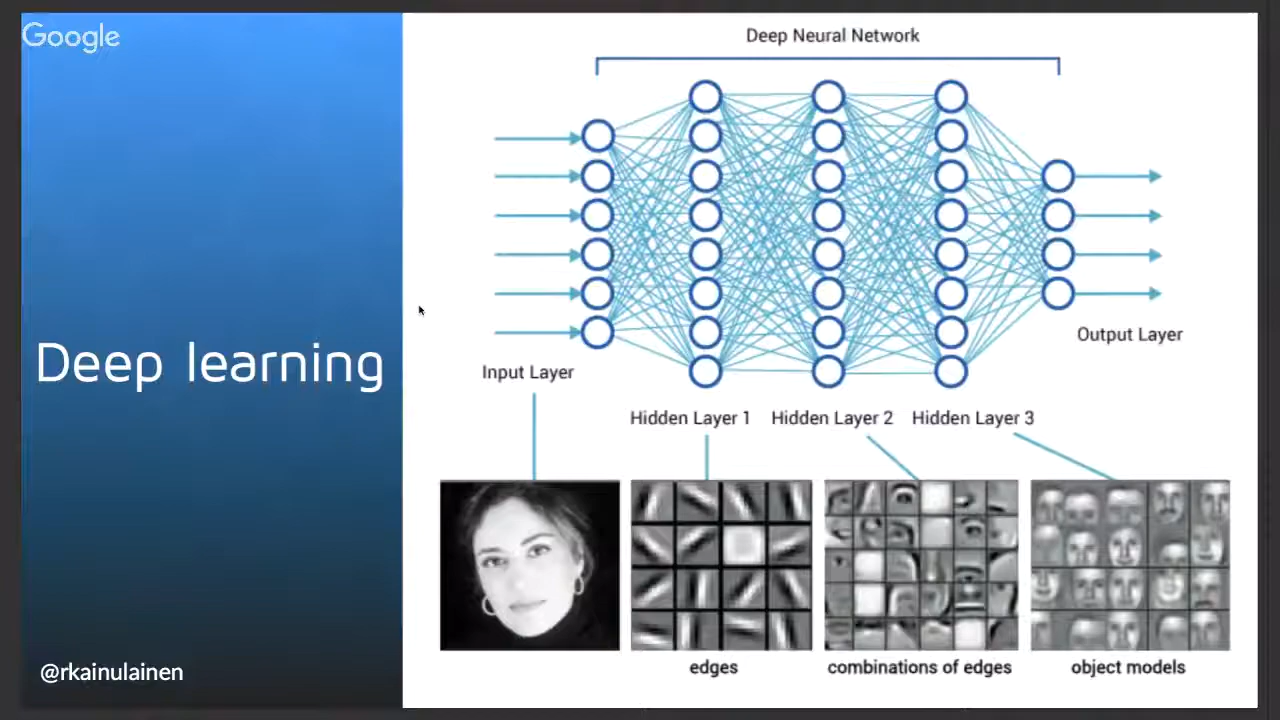 Google
Deep learning
@rkainulainen
Deep Neural Network
Input Layer
Output Layer
Hidden Layer 1
Hidden Layer 2
Hidden Layer 3
edges
combinations of edges
object models